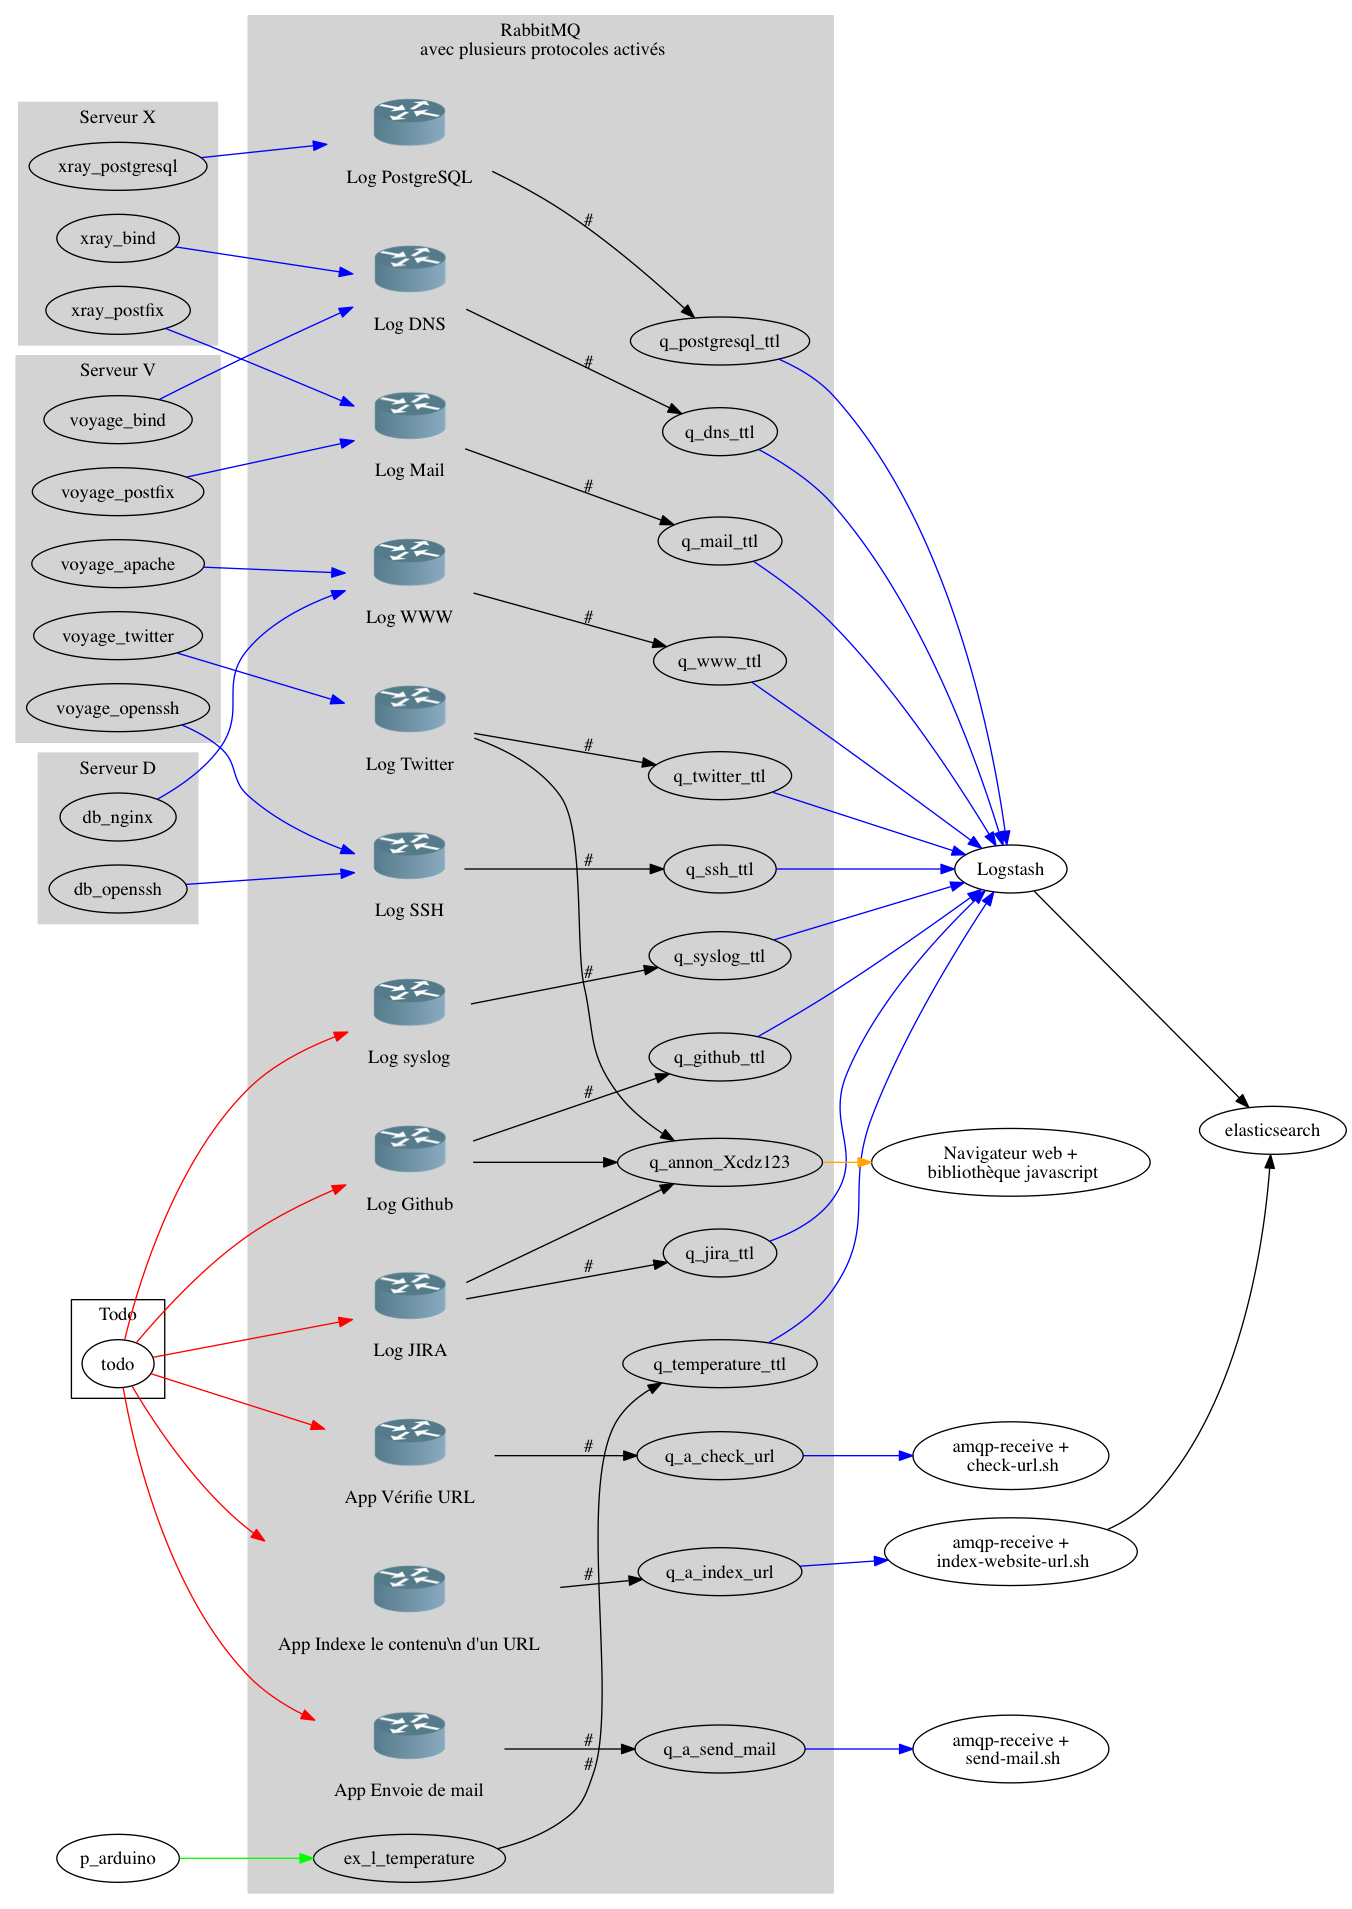 RabbitMQ
avec plusieurs protocoles activés
Serveur X
xray_postgresql
xray_bind
xray_postfix
Serveur V
voyage_bind
voyage_postfix
voyage_apache
voyage_twitter
voyage_openssh
Serveur D
db_nginx
db_openssh
Todo
todo
p_arduino
Log PostgreSQL
Log DNS
Log Mail
Log WWW
Log Twitter
Log SSH
Log syslog
Log Github
Log JIRA
App Vérifie URL
App Indexe le contenu\n d'un URL
App Envoie de mail
ex_l_temperature
#
#
#
#
#
#
#
#
#
#
#
#
#
q_postgresql_ttl
q_dns_ttl
q_mail_ttl
q_www_ttl
q_twitter_ttl
q_ssh_ttl
q_syslog_ttl
q_github_ttl
q_annon_Xcdz123
q_jira_ttl
q_temperature_ttl
q_a_check_url
q_a_index_url
q_a_send_mail
Logstash
Navigateur web +
bibliothèque javascript
amqp-receive +
check-url.sh
amqp-receive +
index-website-url.sh
amqp-receive +
send-mail.sh
elasticsearch